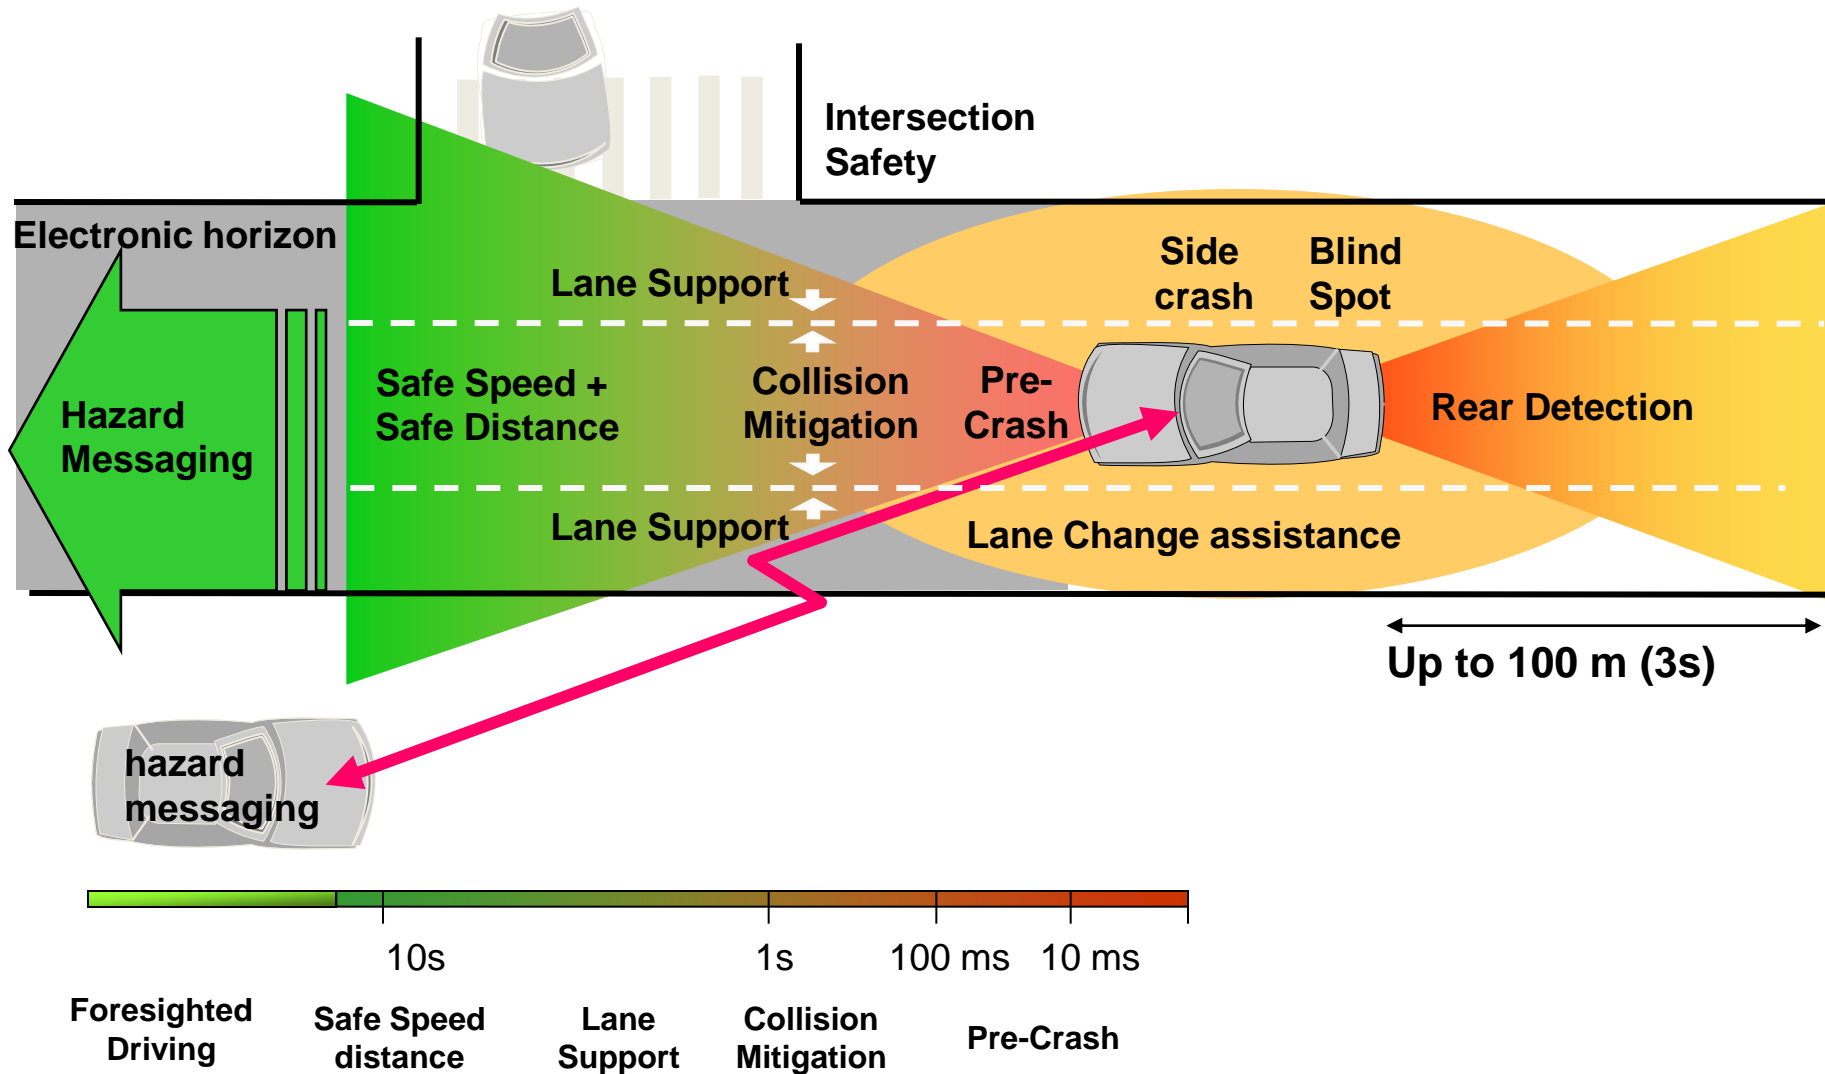 Intersection
Safety
Electronic horizon
Lane Support
Side
crash
Blind
Spot
Hazard
Messaging
Safe Speed +
Safe Distance
Collision
Mitigation
Pre-
Crash
Rear Detection
Lane Support
Lane Change assistance
Up to 100 m (3s)
hazard
messaging
10s
1s
100 ms
10 ms
Foresighted
Driving
Safe Speed
distance
Lane
Support
Collision
Mitigation
Pre-Crash